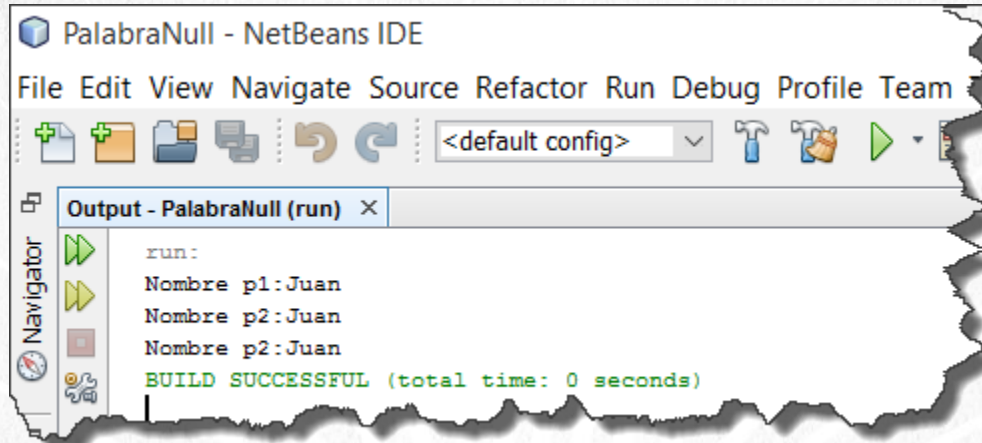 PalabraNull - NetBeans IDE
File Edit View Navigate Source Refactor Run Debug Profile Team
<default config>
Output - PalabraNull (run) X
Navigator
run:
Nombre p1:Juan
Nombre p2:Juan
Nombre p2:Juan
BUILD SUCCESSFUL (total time: 0 seconds)